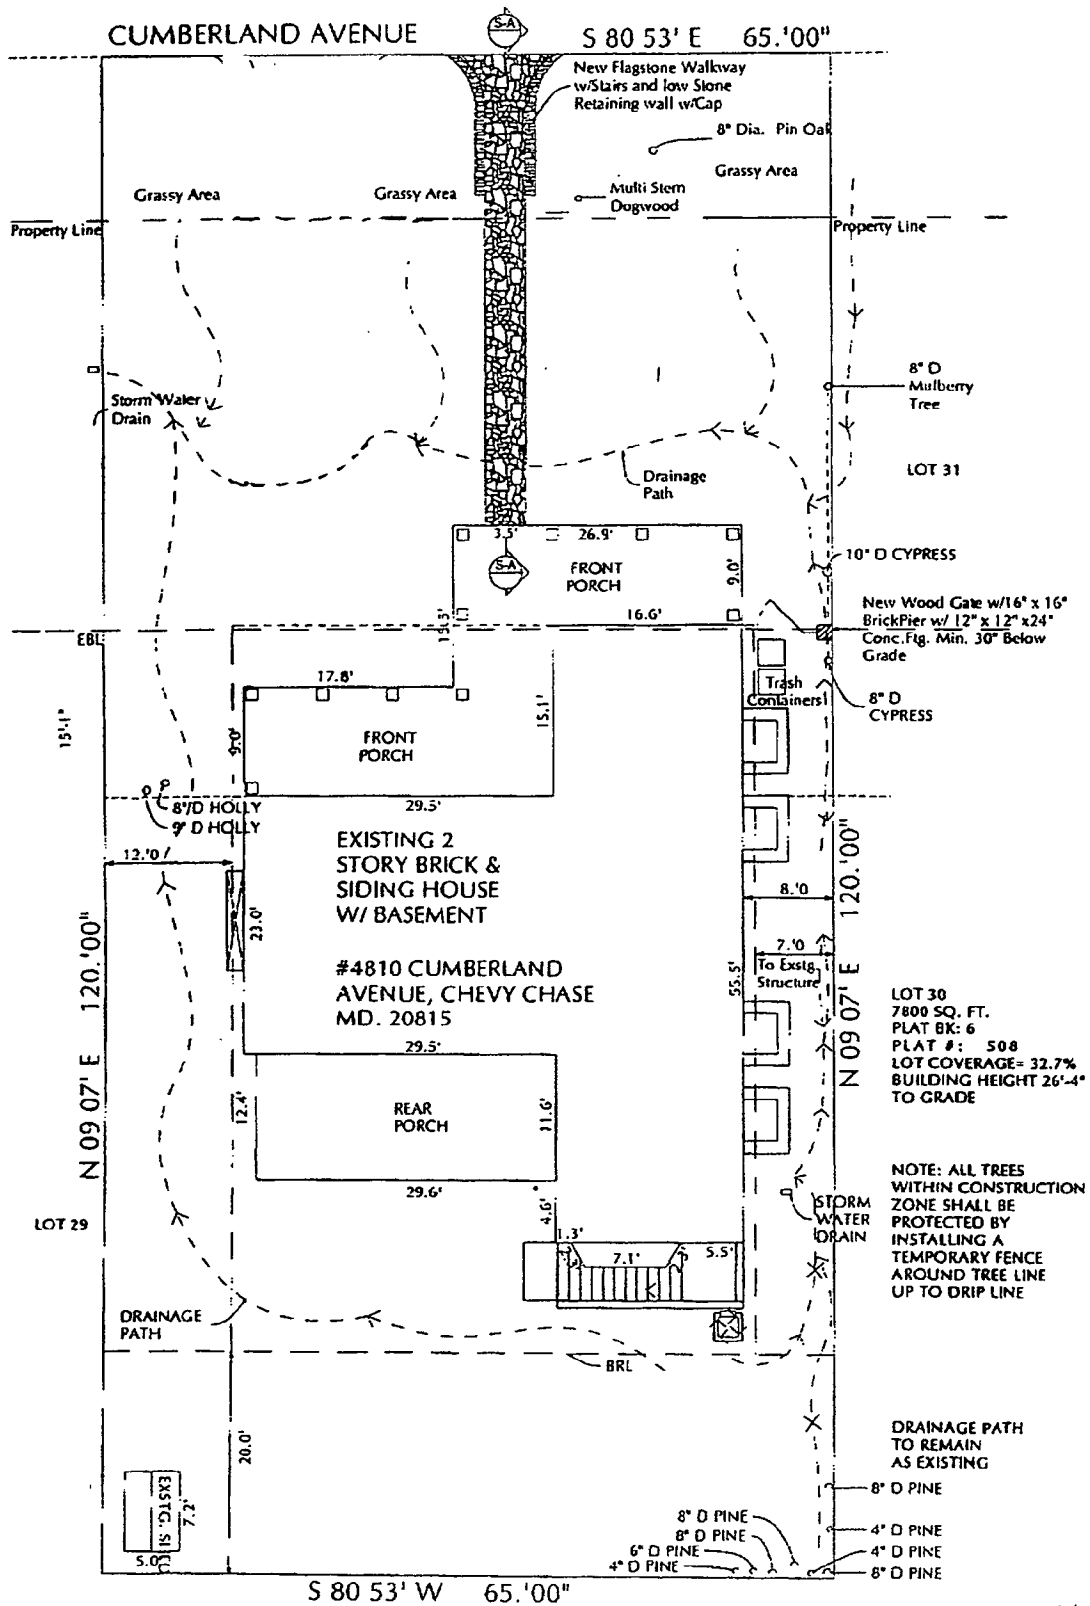 CUMBERLAND AVENUE
S-A
S 80 53' E 65.'00"
New Flagstone Walkway
w/Stairs and low Stone
Retaining wall w/Cap
8" Dia. Pin Oak
Grassy Area
Grassy Area
Grassy Area
Multi Stem
Dogwood
Property Line
Property Line
8" D
Mulberry
Tree
Storm Water
Drain
LOT 31
Drainage
Path
3.5'
26.9'
S-A
FRONT
PORCH
9.0'
10" D CYPRESS
16.6'
New Wood Gate w/16" x 16"
BrickPier w/ 12" x 12" x24"
Conc.Ftg. Min. 30" Below
Grade
EBL
17.8'
Trash
Containers
8" D
CYPRESS
15'-1"
9.0'
FRONT
PORCH
15.1'
8"/D HOLLY
9" D HOLLY
29.5'
12.'0
EXISTING 2
STORY BRICK &
SIDING HOUSE
W/ BASEMENT
8.'0
23.0'
7.'0
To Exstg.
Structure
#4810 CUMBERLAND
AVENUE, CHEVY CHASE
MD. 20815
55.5'
N 09 07' E 120.'00"
N 09 07' E 120.'00"
LOT 30
7800 SQ. FT.
PLAT BK: 6
PLAT #: 508
LOT COVERAGE= 32.7%
BUILDING HEIGHT 26'-4"
TO GRADE
29.5'
12.4'
REAR
PORCH
11.6'
29.6'
4.6'
NOTE: ALL TREES
WITHIN CONSTRUCTION
ZONE SHALL BE
PROTECTED BY
INSTALLING A
TEMPORARY FENCE
AROUND TREE LINE
UP TO DRIP LINE
STORM
WATER
DRAIN
LOT 29
1.3'
7.1'
5.5'
DRAINAGE
PATH
BRL
20.0'
DRAINAGE PATH
TO REMAIN
AS EXISTING
EXSTG. SHED
7.2'
5.0'
8" D PINE
4" D PINE
4" D PINE
8" D PINE
8" D PINE
8" D PINE
6" D PINE
4" D PINE
S 80 53' W 65.'00"